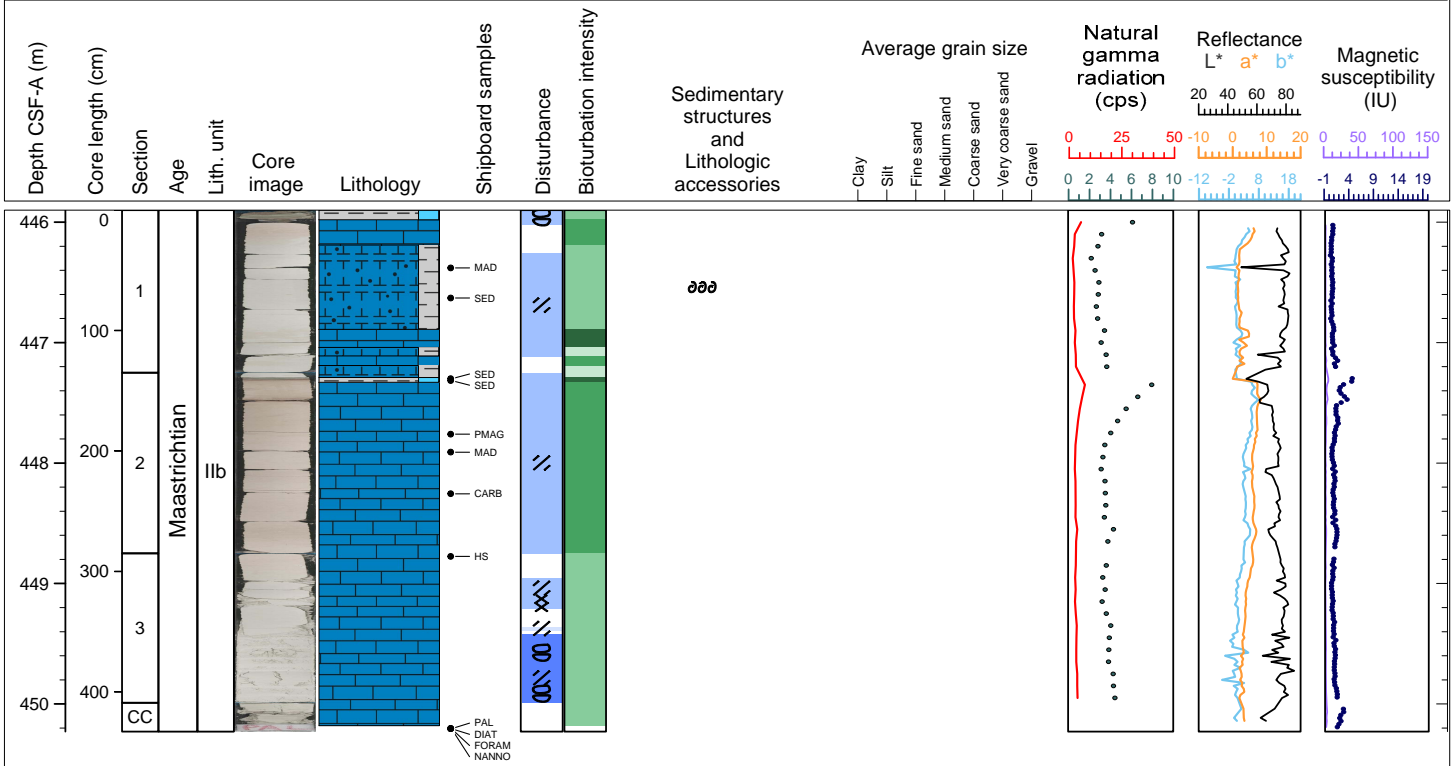 Depth CSF-A (m)
Core length (cm)
Section
Age
Lith. unit
Core
image
Lithology
Shipboard samples
Disturbance
Bioturbation intensity
Sedimentary
structures
and
Lithologic
accessories
Average grain size
Clay
Silt
Fine sand
Medium sand
Coarse sand
Very coarse sand
Gravel
Natural
gamma
radiation
(cps)
0 25 50
0 2 4 6 8 10
Reflectance
L* a* b*
20 40 60 80
-10 0 10 20
-12 -2 8 18
Magnetic
susceptibility
(IU)
0 50 100 150
-1 4 9 14 19
446
447
448
449
450
0
100
200
300
400
1
2
3
CC
Maastrichtian
IIb
MAD
SED
SED
SED
PMAG
MAD
CARB
HS
PAL
DIAT
FORAM
NANNO